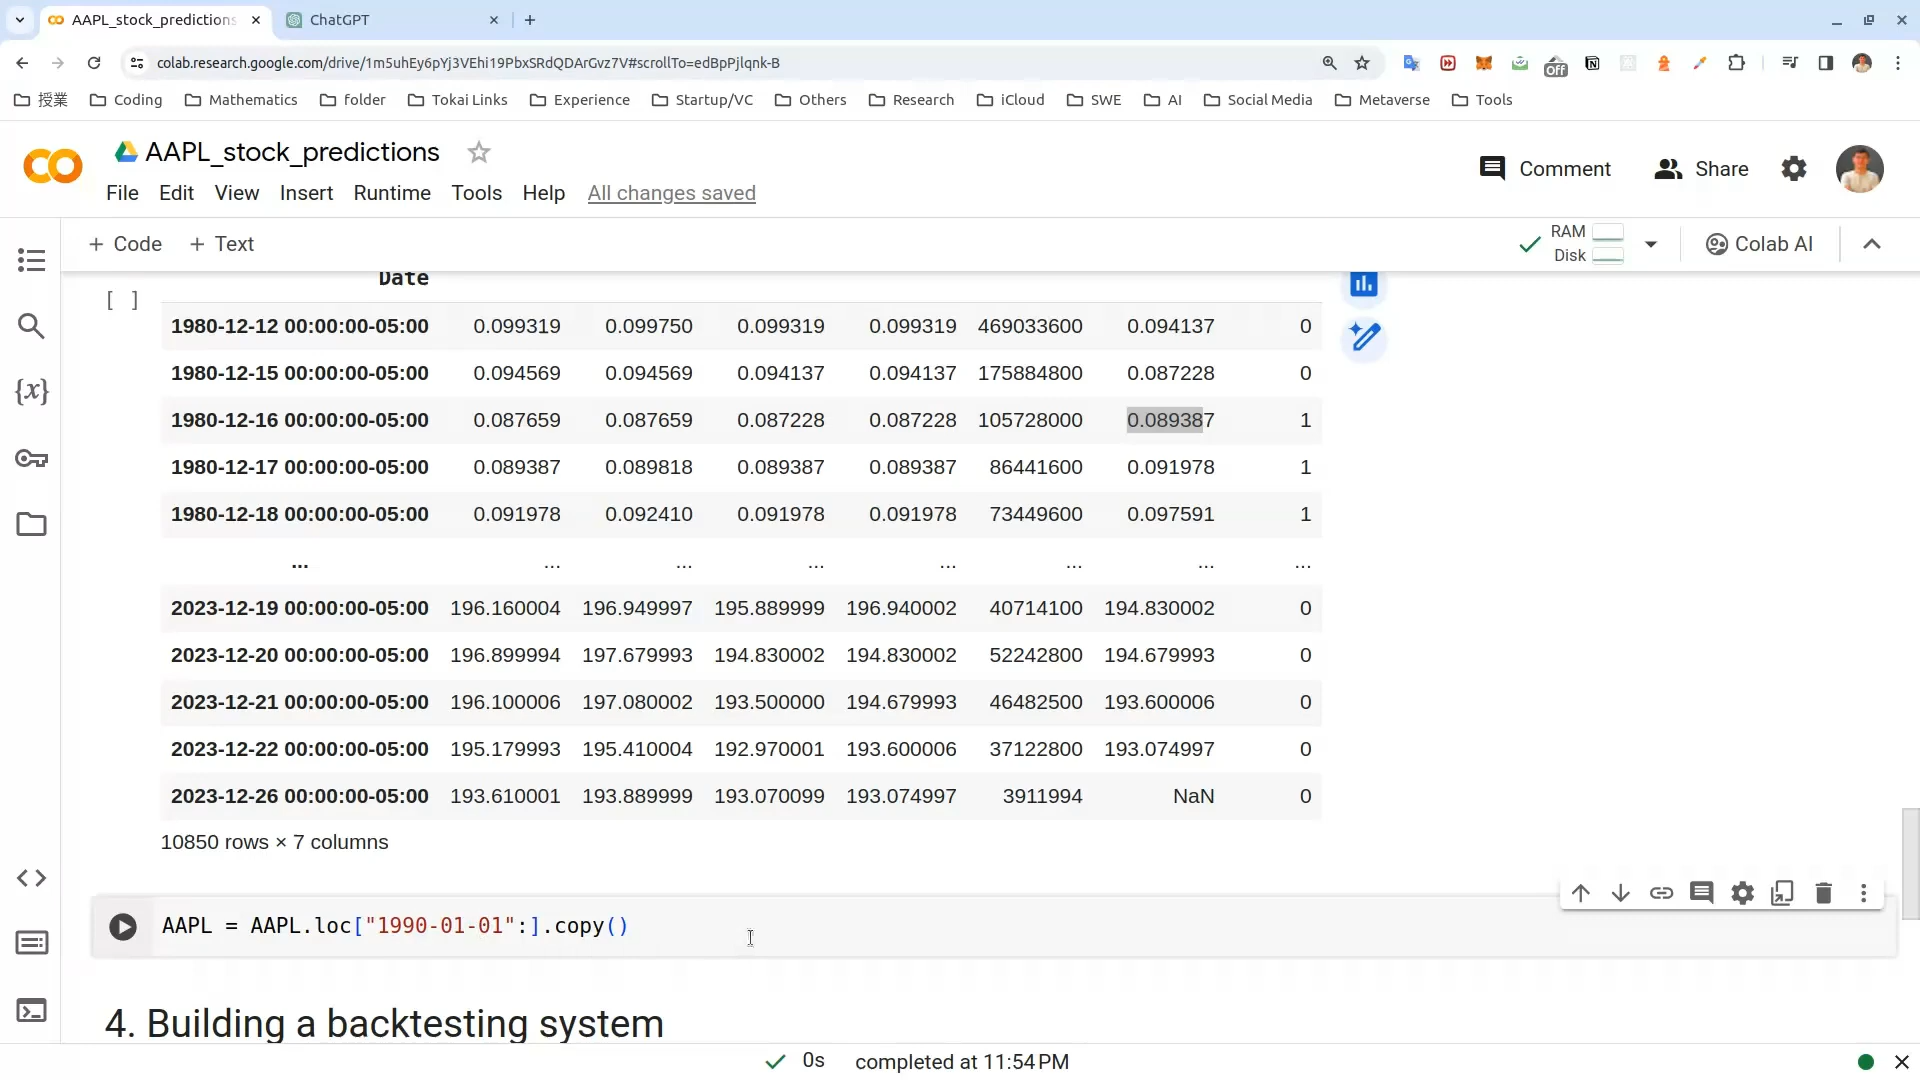 AAPL_stock_predictions
ChatGPT
colab.research.google.com/drive/1m5uhEy6pYj3VEhi19PbxSRdQDArGvz7V#scrollTo=edBpPjlqnk-B
Off
授業 Coding Mathematics folder Tokai Links Experience Startup/VC Others Research iCloud SWE AI Social Media Metaverse Tools
AAPL_stock_predictions
Comment Share
File Edit View Insert Runtime Tools Help All changes saved
+ Code + Text
RAM
Disk
Colab AI
Date
[ ]
1980-12-12 00:00:00-05:00 0.099319 0.099750 0.099319 0.099319 469033600 0.094137 0
1980-12-15 00:00:00-05:00 0.094569 0.094569 0.094137 0.094137 175884800 0.087228 0
1980-12-16 00:00:00-05:00 0.087659 0.087659 0.087228 0.087228 105728000 0.089387 1
1980-12-17 00:00:00-05:00 0.089387 0.089818 0.089387 0.089387 86441600 0.091978 1
1980-12-18 00:00:00-05:00 0.091978 0.092410 0.091978 0.091978 73449600 0.097591 1
... ... ... ... ... ... ... ...
2023-12-19 00:00:00-05:00 196.160004 196.949997 195.889999 196.940002 40714100 194.830002 0
2023-12-20 00:00:00-05:00 196.899994 197.679993 194.830002 194.830002 52242800 194.679993 0
2023-12-21 00:00:00-05:00 196.100006 197.080002 193.500000 194.679993 46482500 193.600006 0
2023-12-22 00:00:00-05:00 195.179993 195.410004 192.970001 193.600006 37122800 193.074997 0
2023-12-26 00:00:00-05:00 193.610001 193.889999 193.070099 193.074997 3911994 NaN 0
10850 rows × 7 columns
AAPL = AAPL.loc["1990-01-01":].copy()
4. Building a backtesting system
0s completed at 11:54 PM